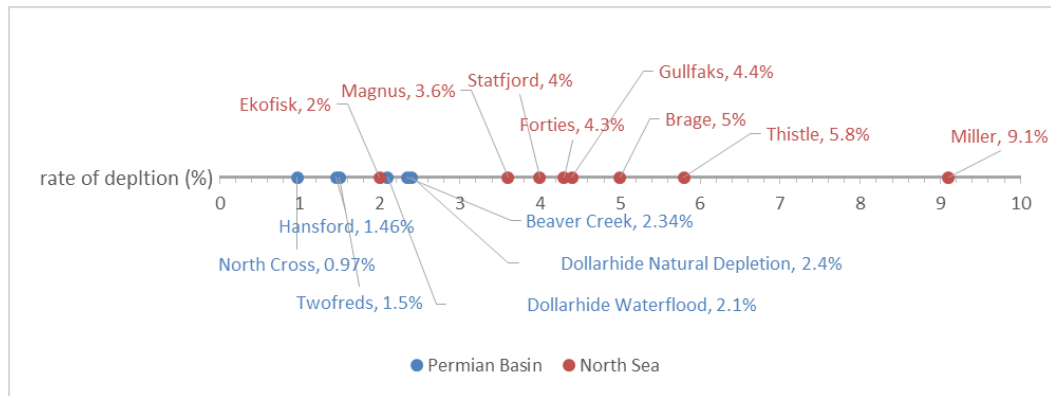 Gullfaks, 4.4%
Statfjord, 4%
Magnus, 3.6%
Ekofisk, 2%
Forties, 4.3%
Brage, 5%
Thistle, 5.8%
Miller, 9.1%
rate of depltion (%)
0 1 2 3 4 5 6 7 8 9 10
Hansford, 1.46%
Beaver Creek, 2.34%
North Cross, 0.97%
Dollarhide Natural Depletion, 2.4%
Twofreds, 1.5%
Dollarhide Waterflood, 2.1%
Permian Basin North Sea